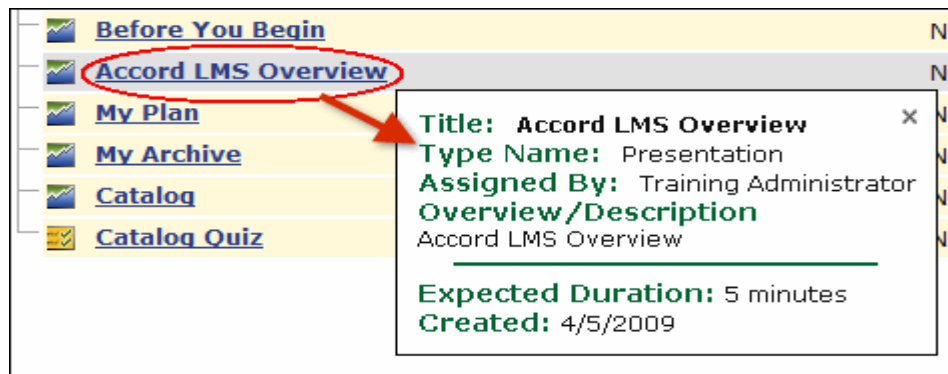 Before You Begin N
Accord LMS Overview N
My Plan N
My Archive N
Catalog N
Catalog Quiz N
Title: Accord LMS Overview ×
Type Name: Presentation
Assigned By: Training Administrator
Overview/Description
Accord LMS Overview
Expected Duration: 5 minutes
Created: 4/5/2009